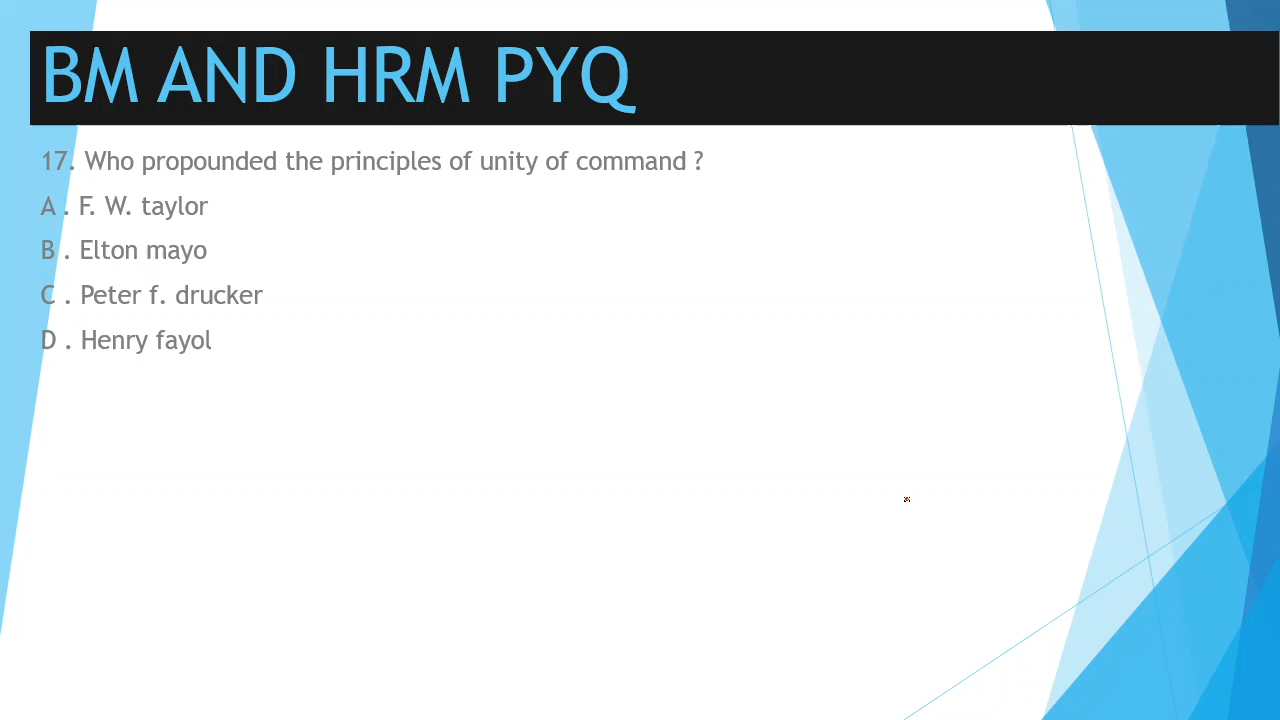 BM AND HRM PYQ
17. Who propounded the principles of unity of command ?
A . F. W. taylor
B . Elton mayo
C . Peter f. drucker
D . Henry fayol